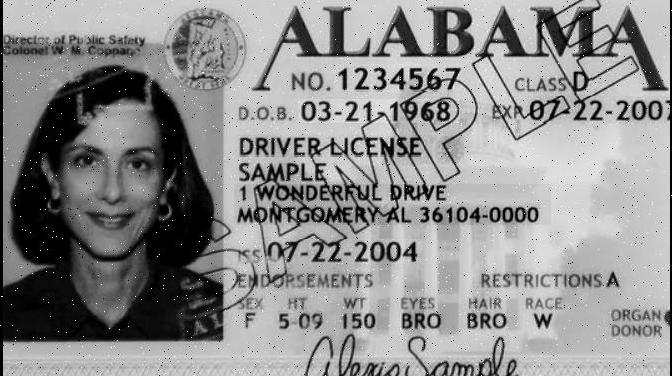 Director of Public Safety
Colonel W. M. Coppage
ALABAMA
NO. 1234567 CLASS D
D.O.B. 03-21-1968 EXP 07-22-200
DRIVER LICENSE
SAMPLE
1 WONDERFUL DRIVE
MONTGOMERY AL 36104-0000
ISS 07-22-2004
ENDORSEMENTS RESTRICTIONS A
SEX HT WT EYES HAIR RACE
F 5-09 150 BRO BRO W
ORGAN
DONOR
Alexis Sample
SAMPLE